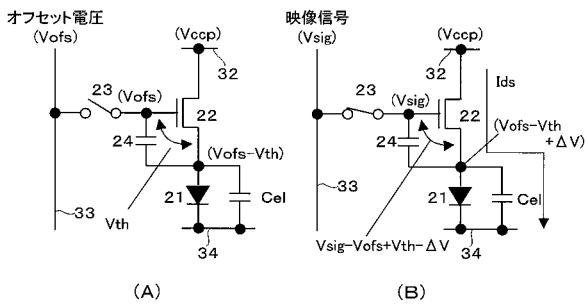 オフセット電圧
(Vofs)
(Vccp)
32
23
(Vofs)
22
24
(Vofs−Vth)
21
Cel
33
Vth
34
(A)
映像信号
(Vsig)
(Vccp)
32
Ids
23
(Vsig)
22
24
(Vofs−Vth
+ΔV)
21
Cel
33
34
Vsig−Vofs+Vth−ΔV
(B)